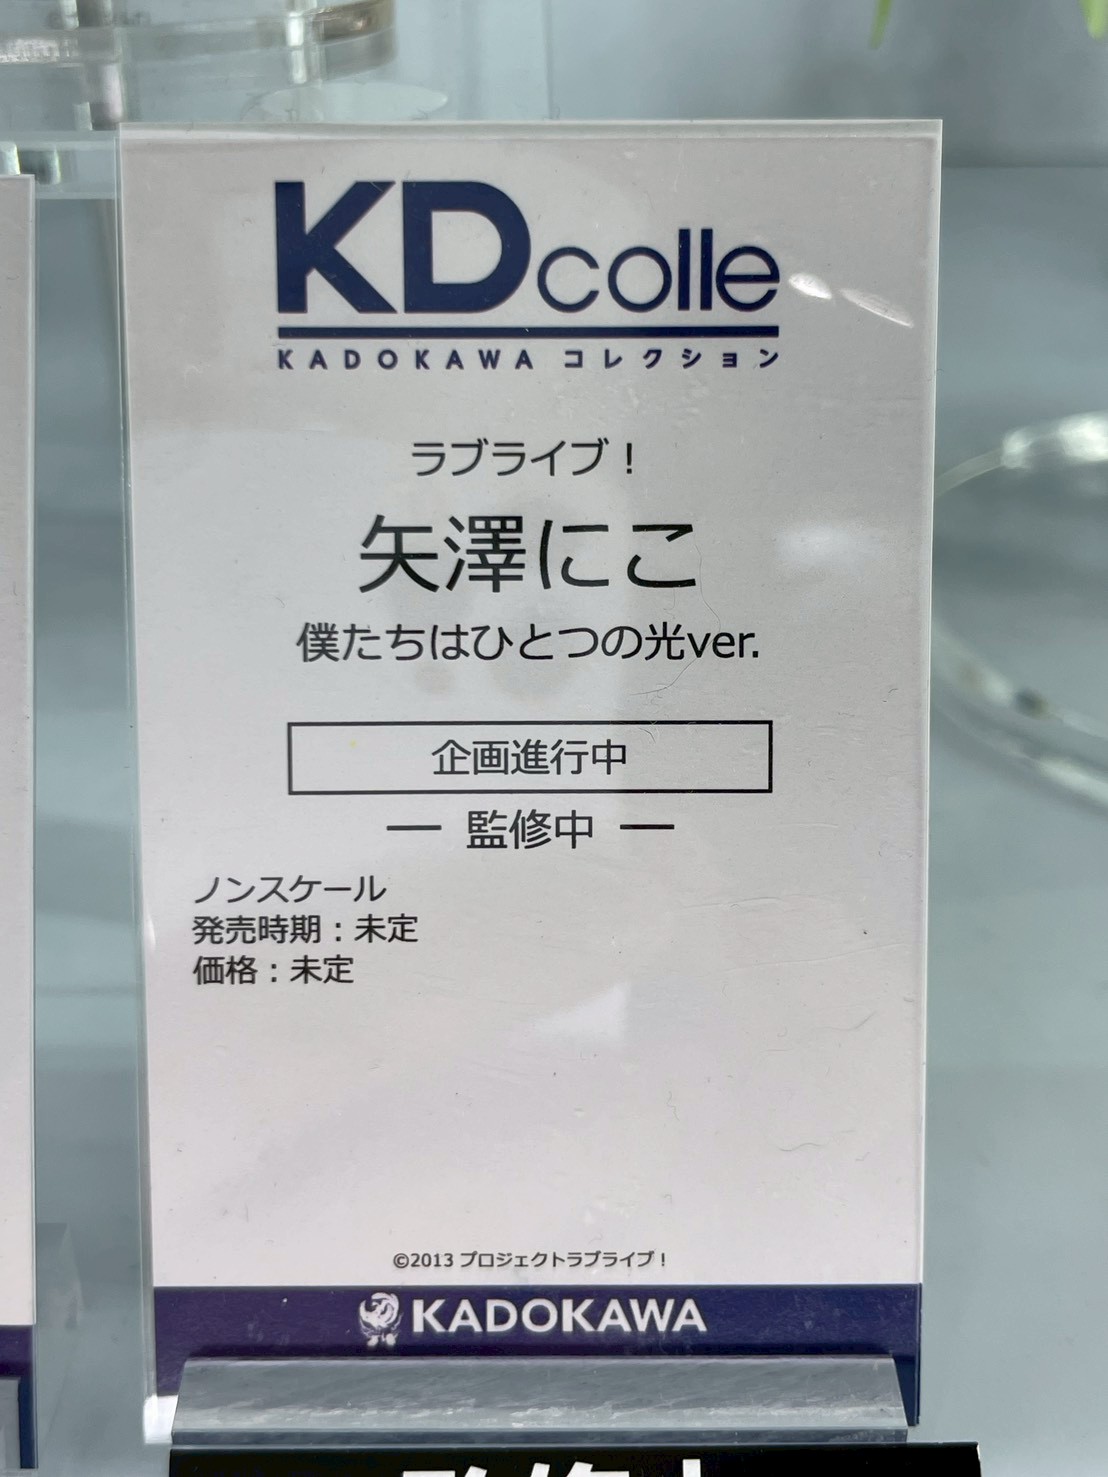 KDcolle
KADOKAWA コレクション
ラブライブ！
矢澤にこ
僕たちはひとつの光ver.
企画進行中
― 監修中 ―
ノンスケール
発売時期：未定
価格：未定
©2013 プロジェクトラブライブ！
KADOKAWA